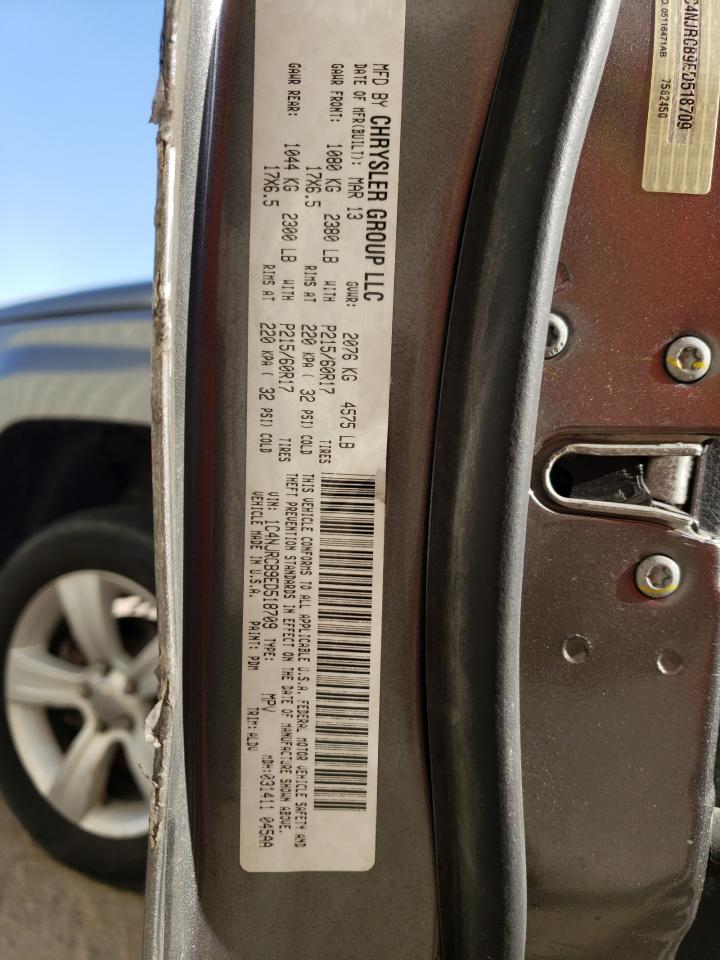 MFD BY CHRYSLER GROUP LLC
DATE OF MFR(BUILT): MAR 13 GVWR: 2076 KG 4575 LB
GAWR FRONT: 1080 KG 2380 LB WITH P215/60R17 TIRES
17X6.5 RIMS AT 220 KPA ( 32 PSI) COLD
GAWR REAR: 1044 KG 2300 LB WITH P215/60R17 TIRES
17X6.5 RIMS AT 220 KPA ( 32 PSI) COLD
THIS VEHICLE CONFORMS TO ALL APPLICABLE U.S.A. FEDERAL MOTOR VEHICLE SAFETY AND
THEFT PREVENTION STANDARDS IN EFFECT ON THE DATE OF MANUFACTURE SHOWN ABOVE.
VIN: 1C4NJRCB9ED518709 TYPE: MPV MDH:031411 045AA
VEHICLE MADE IN U.S.A. PAINT: PDM TRIM: ALDV
C4NJRCB9ED518709
05116471AB 7562450